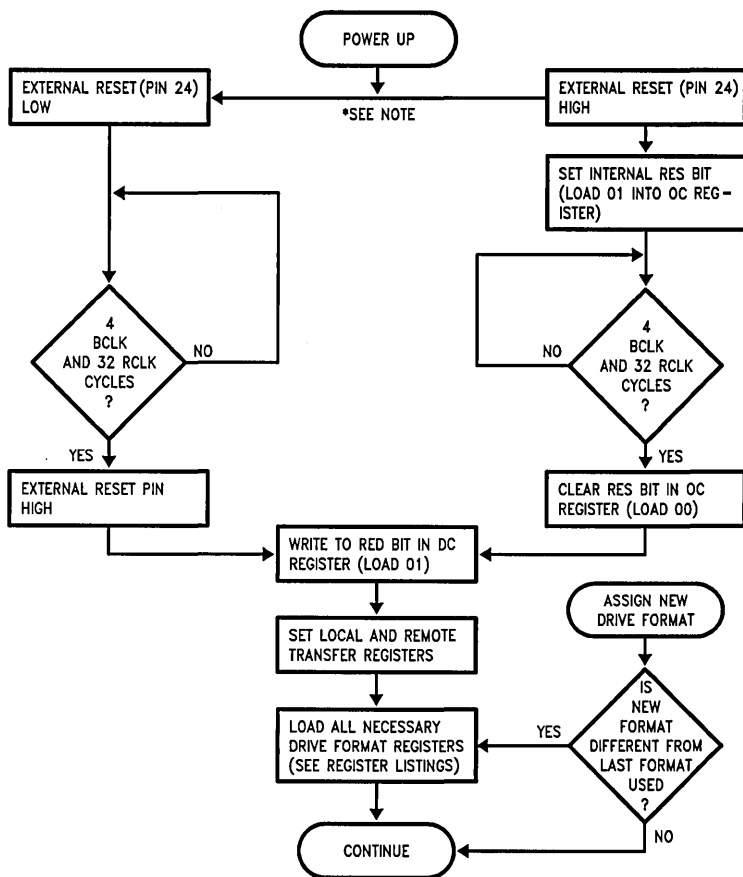 POWER UP
EXTERNAL RESET (PIN 24)
LOW
*SEE NOTE
EXTERNAL RESET (PIN 24)
HIGH
SET INTERNAL RES BIT
(LOAD 01 INTO OC REG-
ISTER)
4
BCLK
AND 32 RCLK
CYCLES
?
NO
YES
4
BCLK
AND 32 RCLK
CYCLES
?
NO
YES
EXTERNAL RESET PIN
HIGH
CLEAR RES BIT IN OC
REGISTER (LOAD 00)
WRITE TO RED BIT IN DC
REGISTER (LOAD 01)
SET LOCAL AND REMOTE
TRANSFER REGISTERS
LOAD ALL NECESSARY
DRIVE FORMAT REGISTERS
(SEE REGISTER LISTINGS)
ASSIGN NEW
DRIVE FORMAT
IS
NEW
FORMAT
DIFFERENT FROM
LAST FORMAT
USED
?
YES
NO
CONTINUE